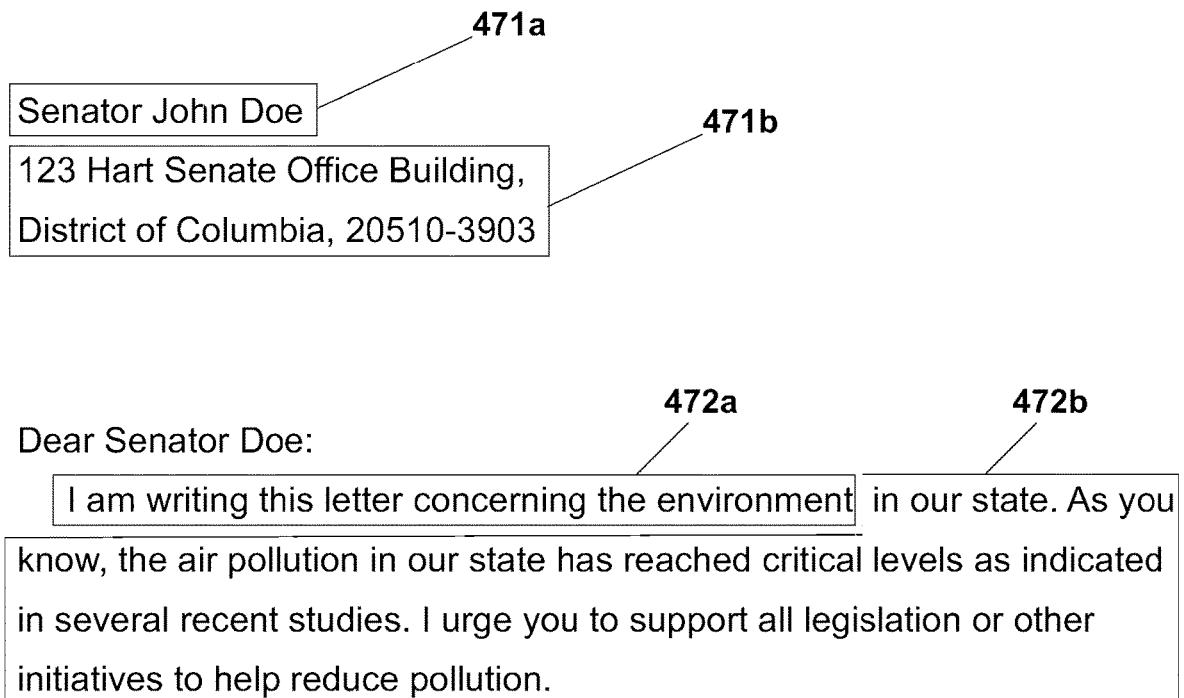 471a
Senator John Doe
471b
123 Hart Senate Office Building,
District of Columbia, 20510-3903
472a
472b
Dear Senator Doe:
I am writing this letter concerning the environment in our state. As you
know, the air pollution in our state has reached critical levels as indicated
in several recent studies. I urge you to support all legislation or other
initiatives to help reduce pollution.